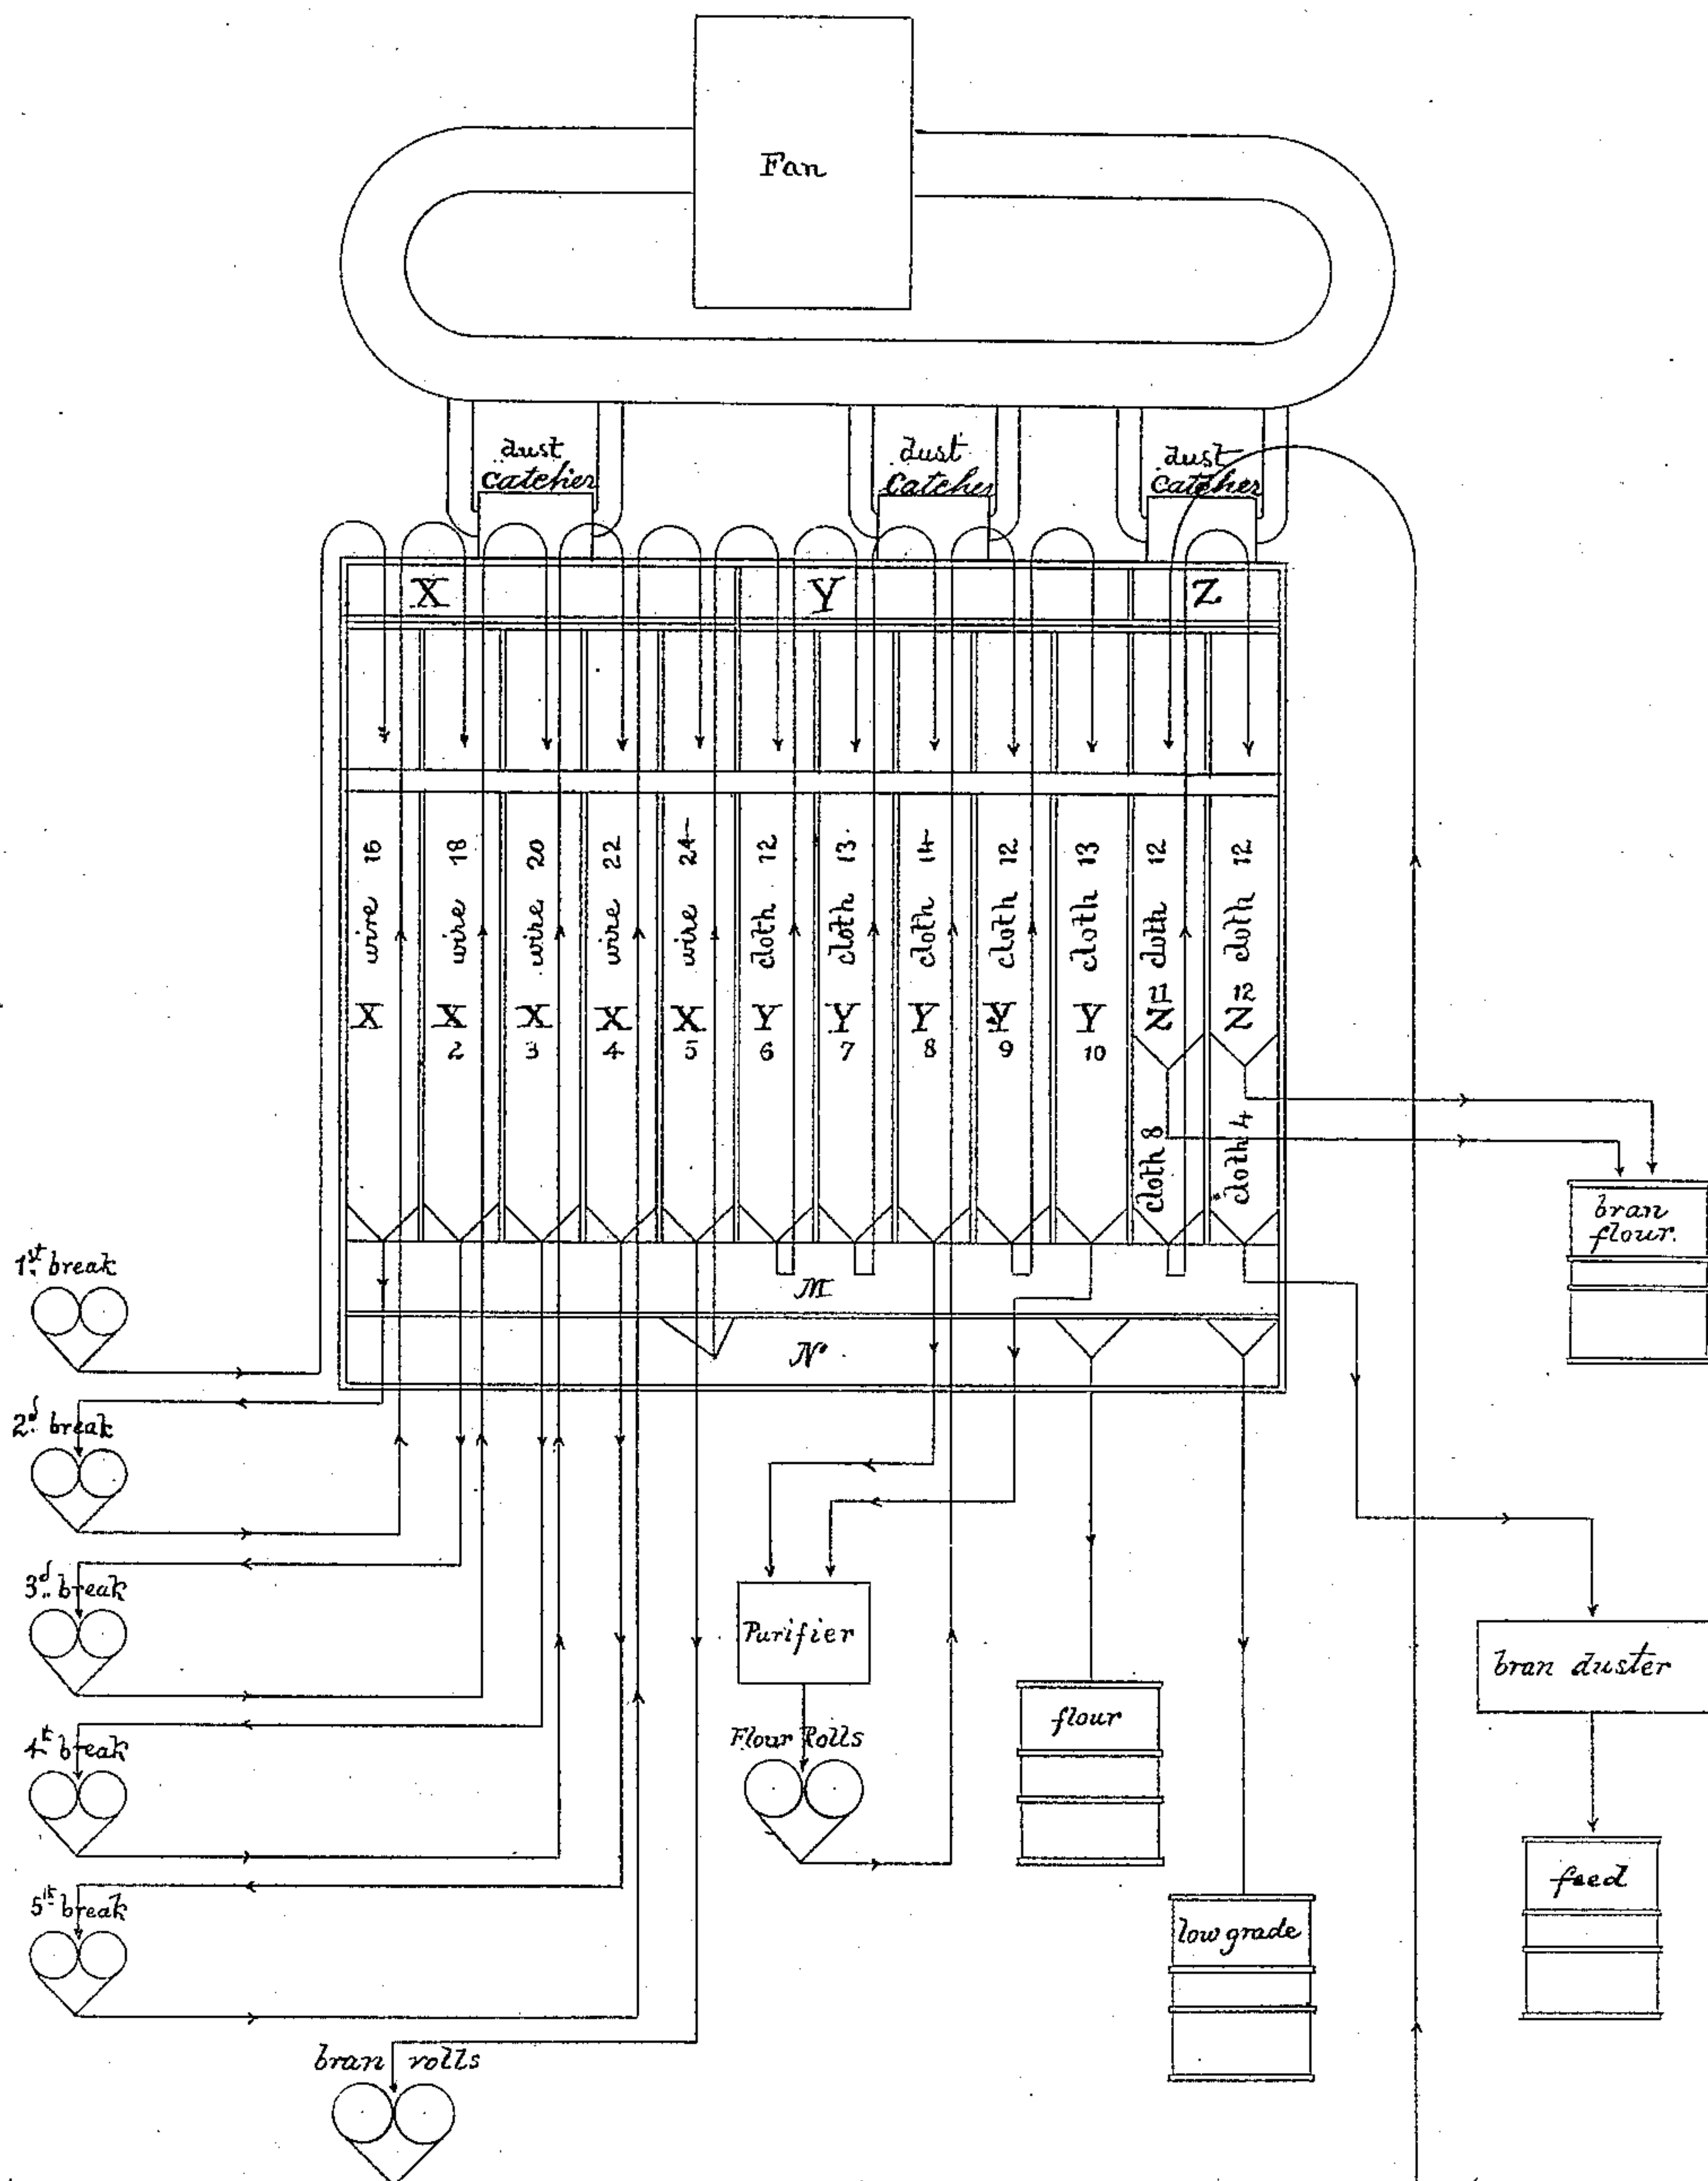 Fan
dust
catcher
dust
catcher
dust
catcher
X
Y
Z
wire 16
wire 18
wire 20
wire 22
wire 24
cloth 12
cloth 13
cloth 14
cloth 12
cloth 13
cloth 12
cloth 12
X
X
2
X
3
X
4
X
5
Y
6
Y
7
Y
8
Y
9
Y
10
Z 11
Z 12
cloth 8
cloth 4
bran
flour.
M
N
1st break
2d break
3d break
4th break
5th break
Purifier
Flour Rolls
flour
low grade
bran duster
feed
bran rolls